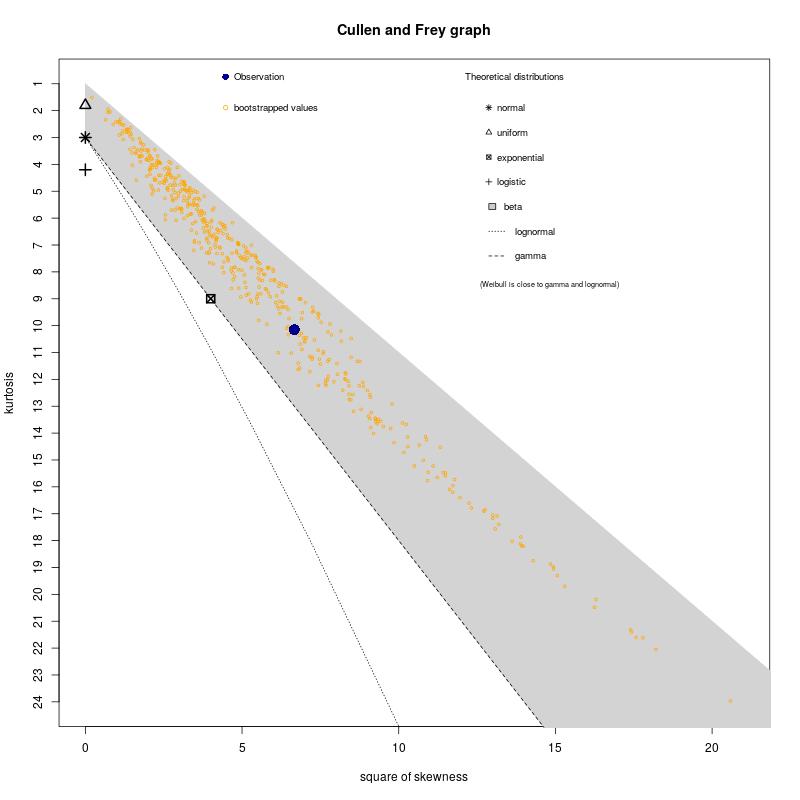 Cullen and Frey graph
Observation
bootstrapped values
Theoretical distributions
normal
uniform
exponential
logistic
beta
lognormal
gamma
(Weibull is close to gamma and lognormal)
kurtosis
1
2
3
4
5
6
7
8
9
10
11
12
13
14
15
16
17
18
19
20
21
22
23
24
0 5 10 15 20
square of skewness